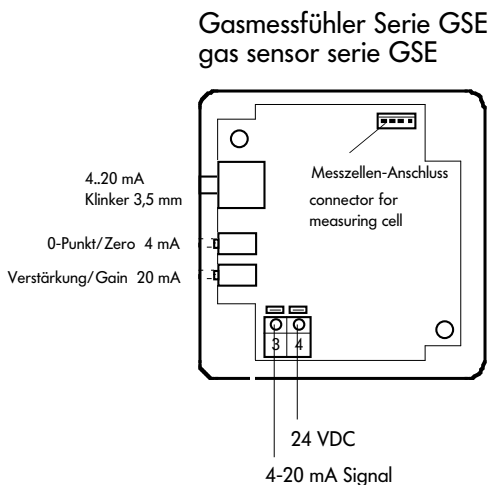 Gasmessfühler Serie GSE
gas sensor serie GSE
4..20 mA
Klinker 3,5 mm
Messzellen-Anschluss
connector for
measuring cell
0-Punkt/Zero 4 mA
Verstärkung/Gain 20 mA
3 4
24 VDC
4-20 mA Signal